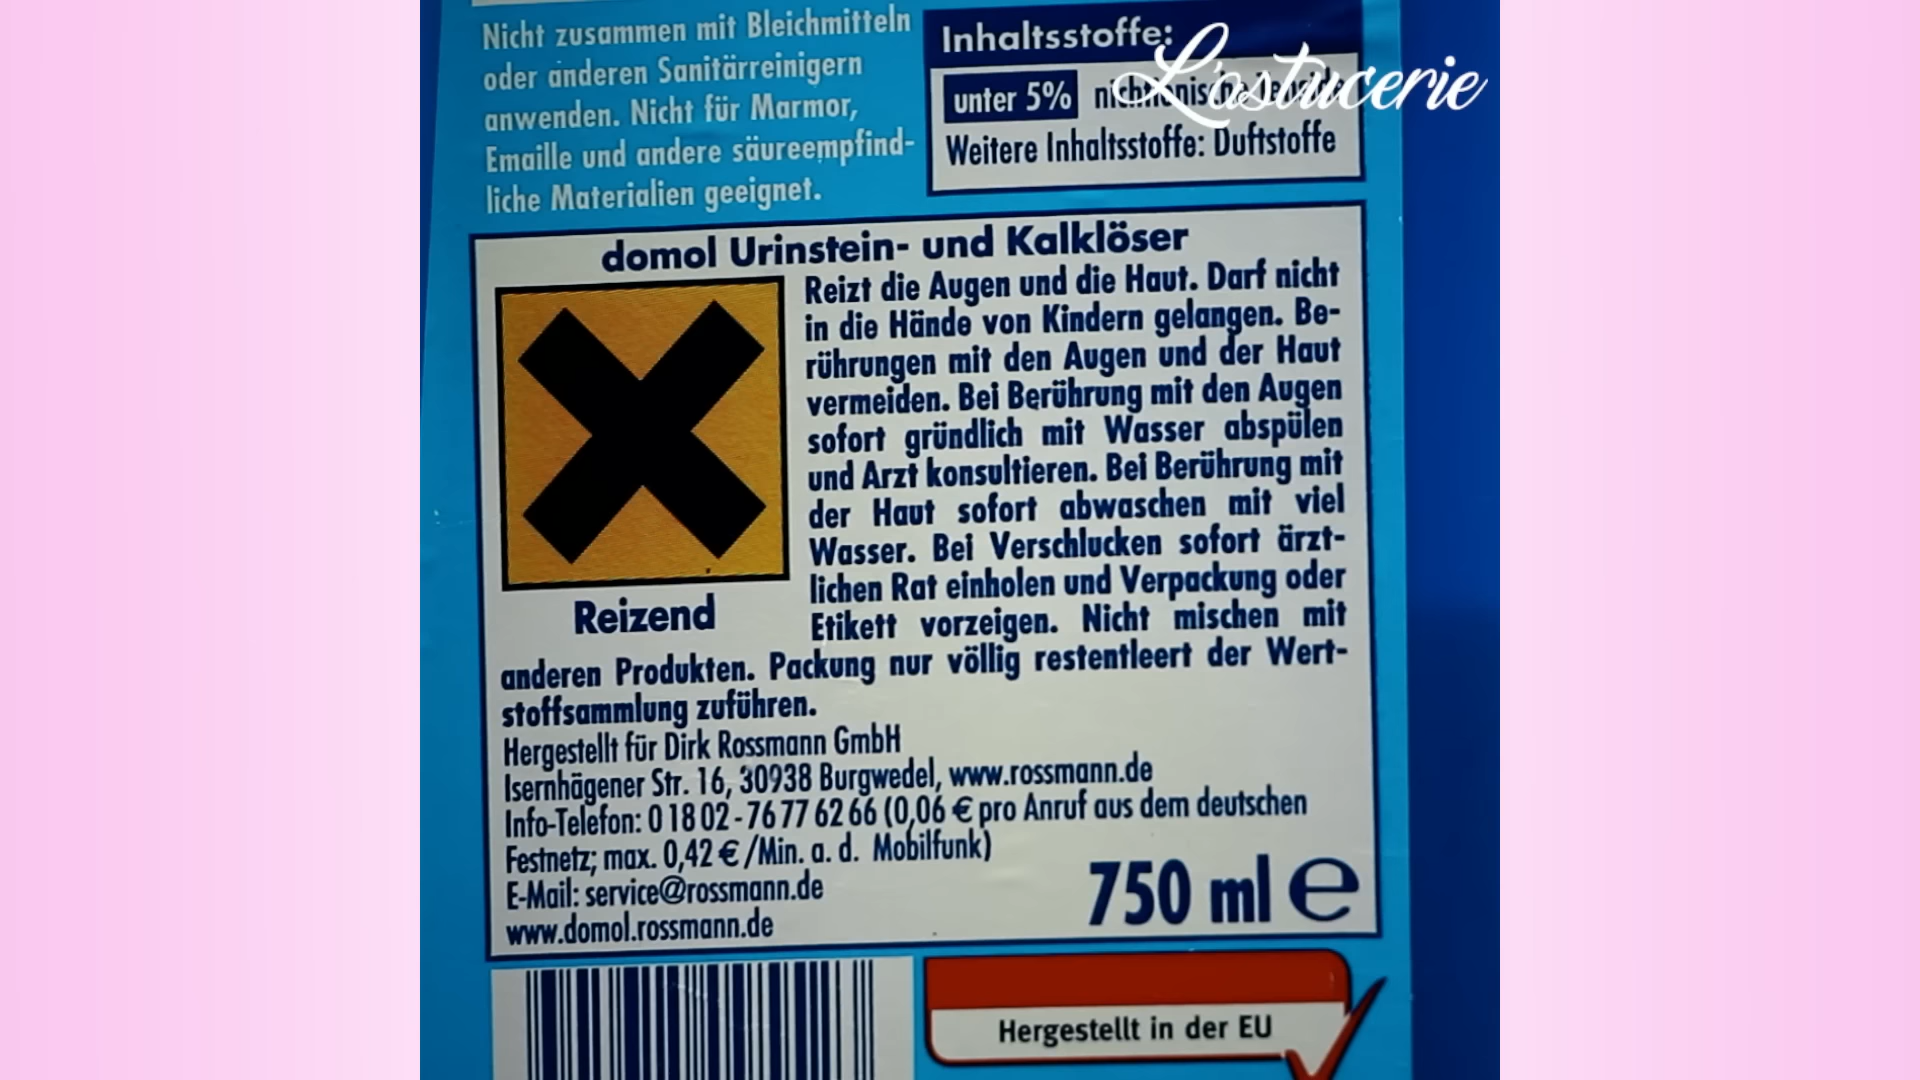 Nicht zusammen mit Bleichmitteln
oder anderen Sanitärreinigern
anwenden. Nicht für Marmor,
Emaille und andere säureempfind-
liche Materialien geeignet.
Inhaltsstoffe:
L'astucerie
unter 5%
Weitere Inhaltsstoffe: Duftstoffe
domol Urinstein- und Kalklöser
Reizt die Augen und die Haut. Darf nicht
in die Hände von Kindern gelangen. Be-
rührungen mit den Augen und der Haut
vermeiden. Bei Berührung mit den Augen
sofort gründlich mit Wasser abspülen
und Arzt konsultieren. Bei Berührung mit
der Haut sofort abwaschen mit viel
Wasser. Bei Verschlucken sofort ärzt-
lichen Rat einholen und Verpackung oder
Reizend
Etikett vorzeigen. Nicht mischen mit
anderen Produkten. Packung nur völlig restentleert der Wert-
stoffsammlung zuführen.
Hergestellt für Dirk Rossmann GmbH
Isernhägener Str. 16, 30938 Burgwedel, www.rossmann.de
Info-Telefon: 0 18 02 - 76 77 62 66 (0,06 € pro Anruf aus dem deutschen
Festnetz; max. 0,42 €/Min. a. d. Mobilfunk)
E-Mail: service@rossmann.de
www.domol.rossmann.de
750 ml e
Hergestellt in der EU